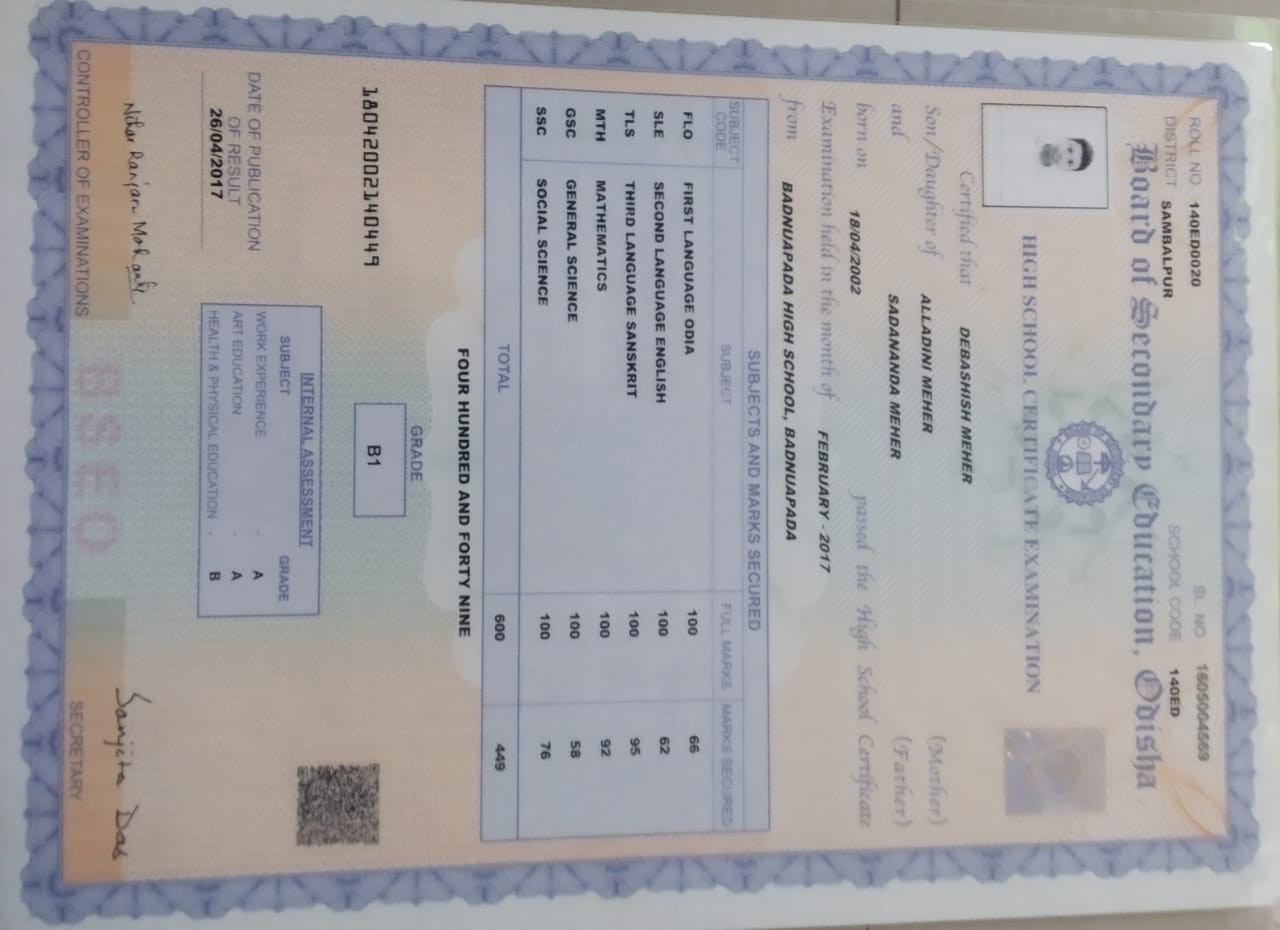 ROLL NO. 140ED0020 SL. NO 1805004569
DISTRICT SAMBALPUR SCHOOL CODE 140ED
Board of Secondary Education, Odisha
HIGH SCHOOL CERTIFICATE EXAMINATION
Certified that DEBASHISH MEHER
Son/Daughter of ALLADINI MEHER (Mother)
and SADANANDA MEHER (Father)
born on 18/04/2002 passed the High School Certificate
Examination held in the month of FEBRUARY - 2017
from BADNUAPADA HIGH SCHOOL, BADNUAPADA
SUBJECTS AND MARKS SECURED
SUBJECT CODE SUBJECT FULL MARKS MARKS SECURED
FLO FIRST LANGUAGE ODIA 100 66
SLE SECOND LANGUAGE ENGLISH 100 62
TLS THIRD LANGUAGE SANSKRIT 100 95
MTH MATHEMATICS 100 92
GSC GENERAL SCIENCE 100 58
SSC SOCIAL SCIENCE 100 76
TOTAL 600 449
FOUR HUNDRED AND FORTY NINE
GRADE
B1
18042002140449
INTERNAL ASSESSMENT
SUBJECT GRADE
WORK EXPERIENCE - A
ART EDUCATION - A
HEALTH & PHYSICAL EDUCATION - B
DATE OF PUBLICATION
OF RESULT
26/04/2017
Nihar Ranjan Mohanty
Sanjita Das
BSEO
CONTROLLER OF EXAMINATIONS SECRETARY